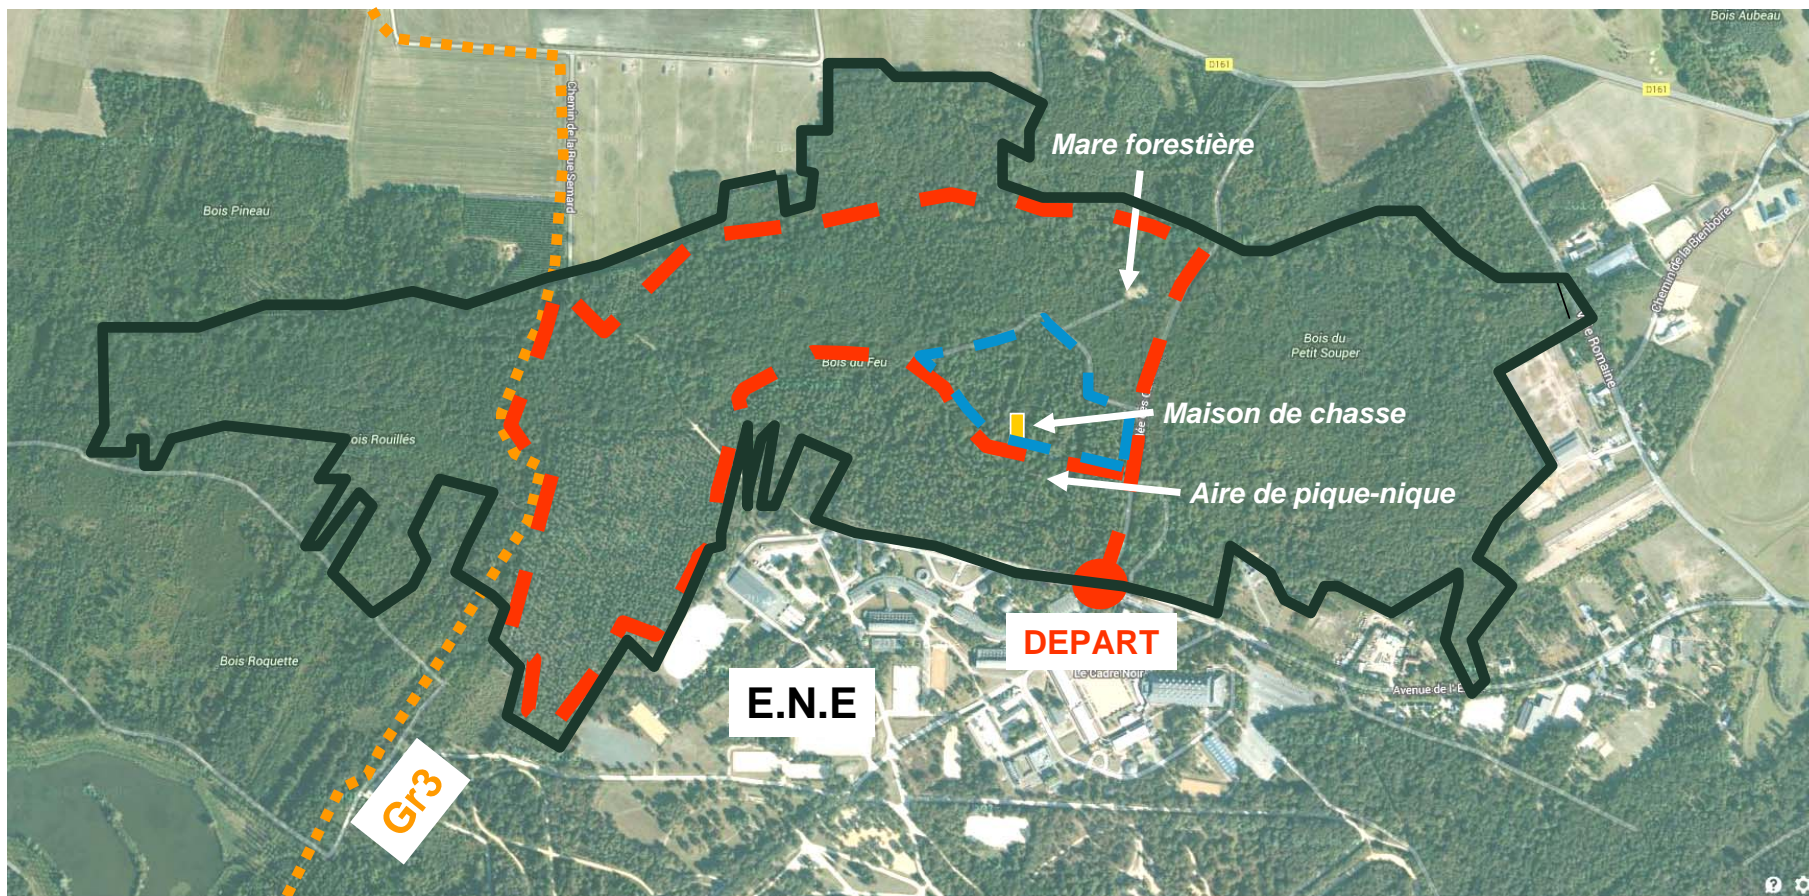 Bois Aubeau
D161
D161
Chemin de la Rue Semard
Mare forestière
Bois Pineau
Chemin de la Bienboire
Bois du
Petit Souper
Bois du Feu
Romaine
Maison de chasse
ois Rouillés
Aire de pique-nique
DEPART
Bois Roquette
Le Cadre Noir
E.N.E
Avenue de l'É
Gr3